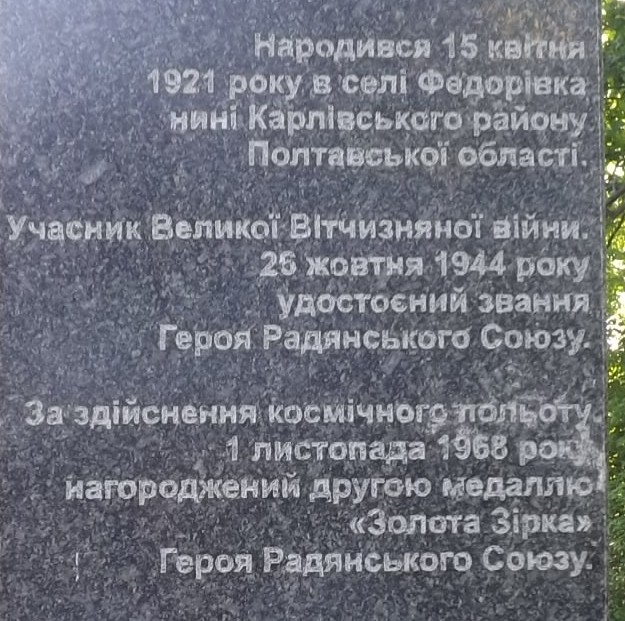 Народився 15 квітня
1921 року в селі Федорівка
нині Карлівського району
Полтавської області.
Учасник Великої Вітчизняної війни.
26 жовтня 1944 року
удостоєний звання
Героя Радянського Союзу.
За здійснення космічного польоту
1 листопада 1968 року
нагороджений другою медаллю
«Золота Зірка»
Героя Радянського Союзу.